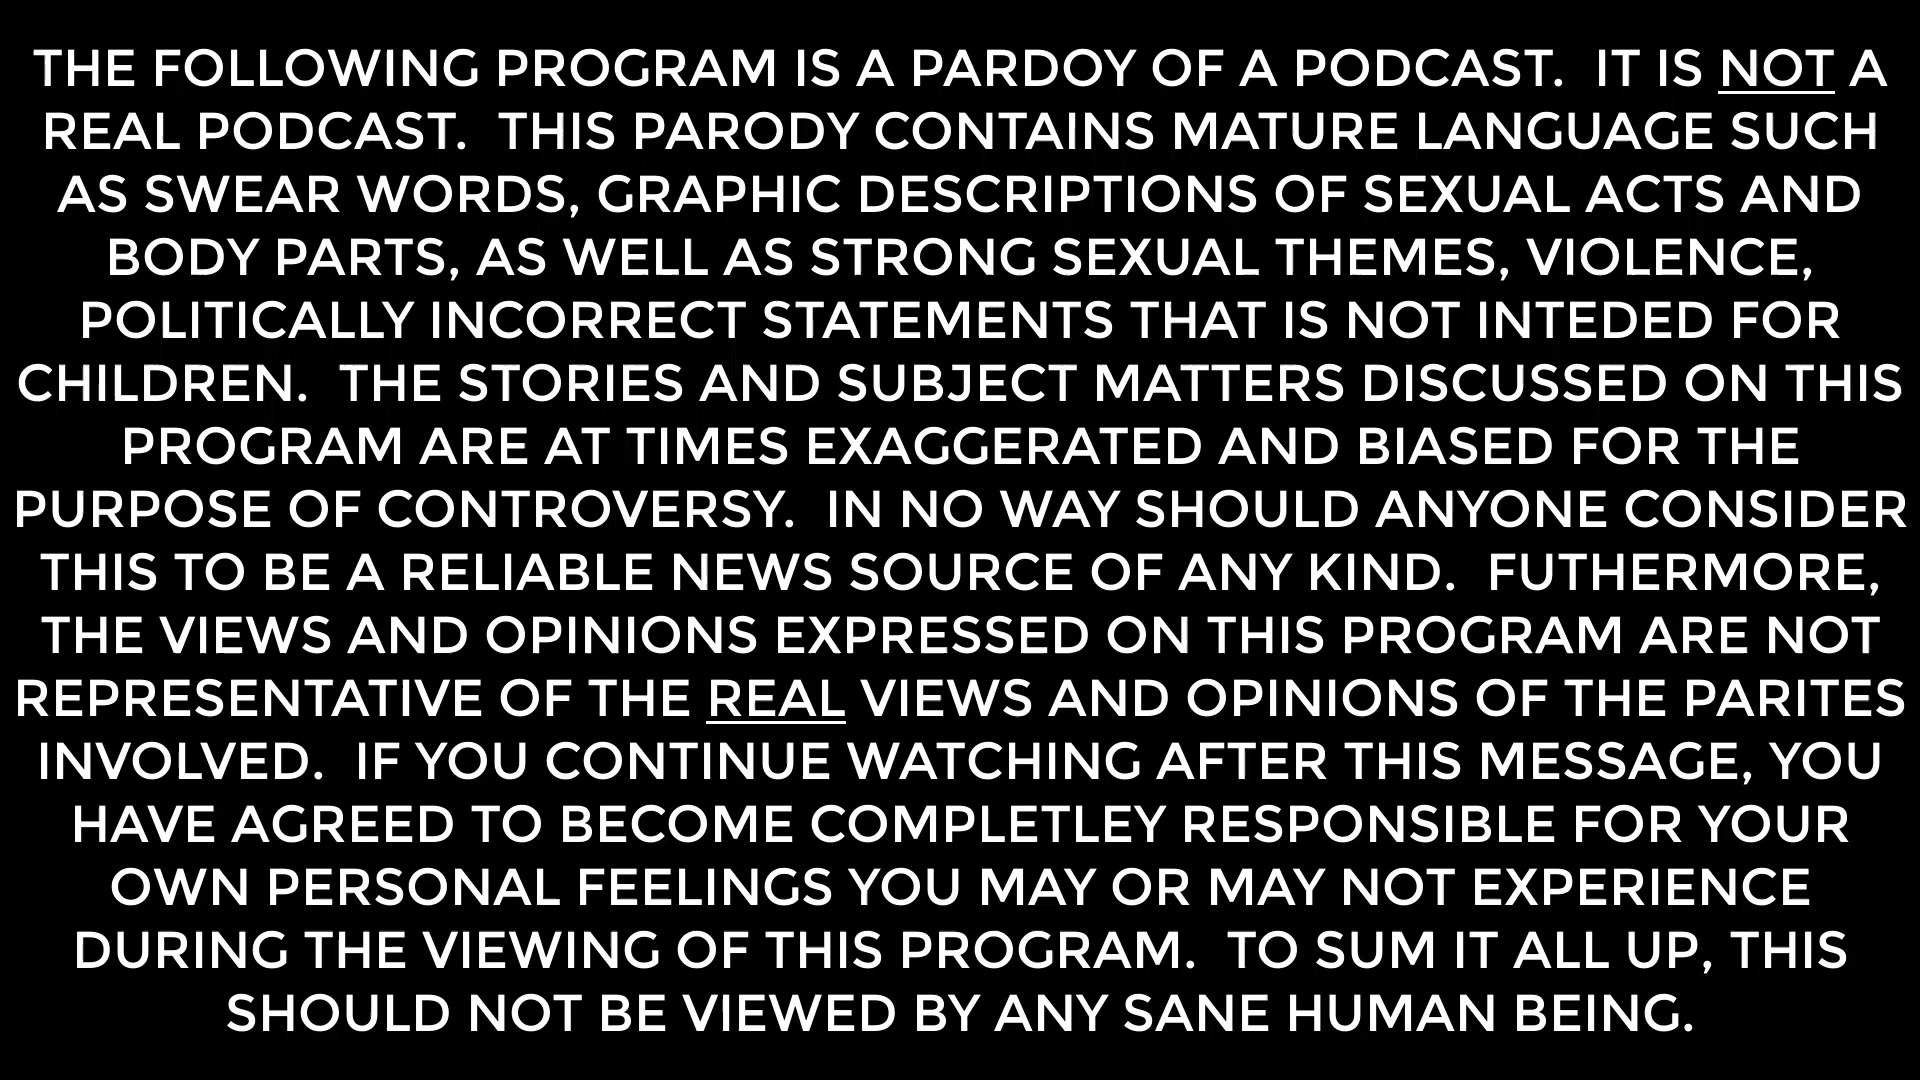 THE FOLLOWING PROGRAM IS A PARDOY OF A PODCAST.  IT IS NOT A
REAL PODCAST.  THIS PARODY CONTAINS MATURE LANGUAGE SUCH
AS SWEAR WORDS, GRAPHIC DESCRIPTIONS OF SEXUAL ACTS AND
BODY PARTS, AS WELL AS STRONG SEXUAL THEMES, VIOLENCE,
POLITICALLY INCORRECT STATEMENTS THAT IS NOT INTEDED FOR
CHILDREN.  THE STORIES AND SUBJECT MATTERS DISCUSSED ON THIS
PROGRAM ARE AT TIMES EXAGGERATED AND BIASED FOR THE
PURPOSE OF CONTROVERSY.  IN NO WAY SHOULD ANYONE CONSIDER
THIS TO BE A RELIABLE NEWS SOURCE OF ANY KIND.  FUTHERMORE,
THE VIEWS AND OPINIONS EXPRESSED ON THIS PROGRAM ARE NOT
REPRESENTATIVE OF THE REAL VIEWS AND OPINIONS OF THE PARITES
INVOLVED.  IF YOU CONTINUE WATCHING AFTER THIS MESSAGE, YOU
HAVE AGREED TO BECOME COMPLETLEY RESPONSIBLE FOR YOUR
OWN PERSONAL FEELINGS YOU MAY OR MAY NOT EXPERIENCE
DURING THE VIEWING OF THIS PROGRAM.  TO SUM IT ALL UP, THIS
SHOULD NOT BE VIEWED BY ANY SANE HUMAN BEING.